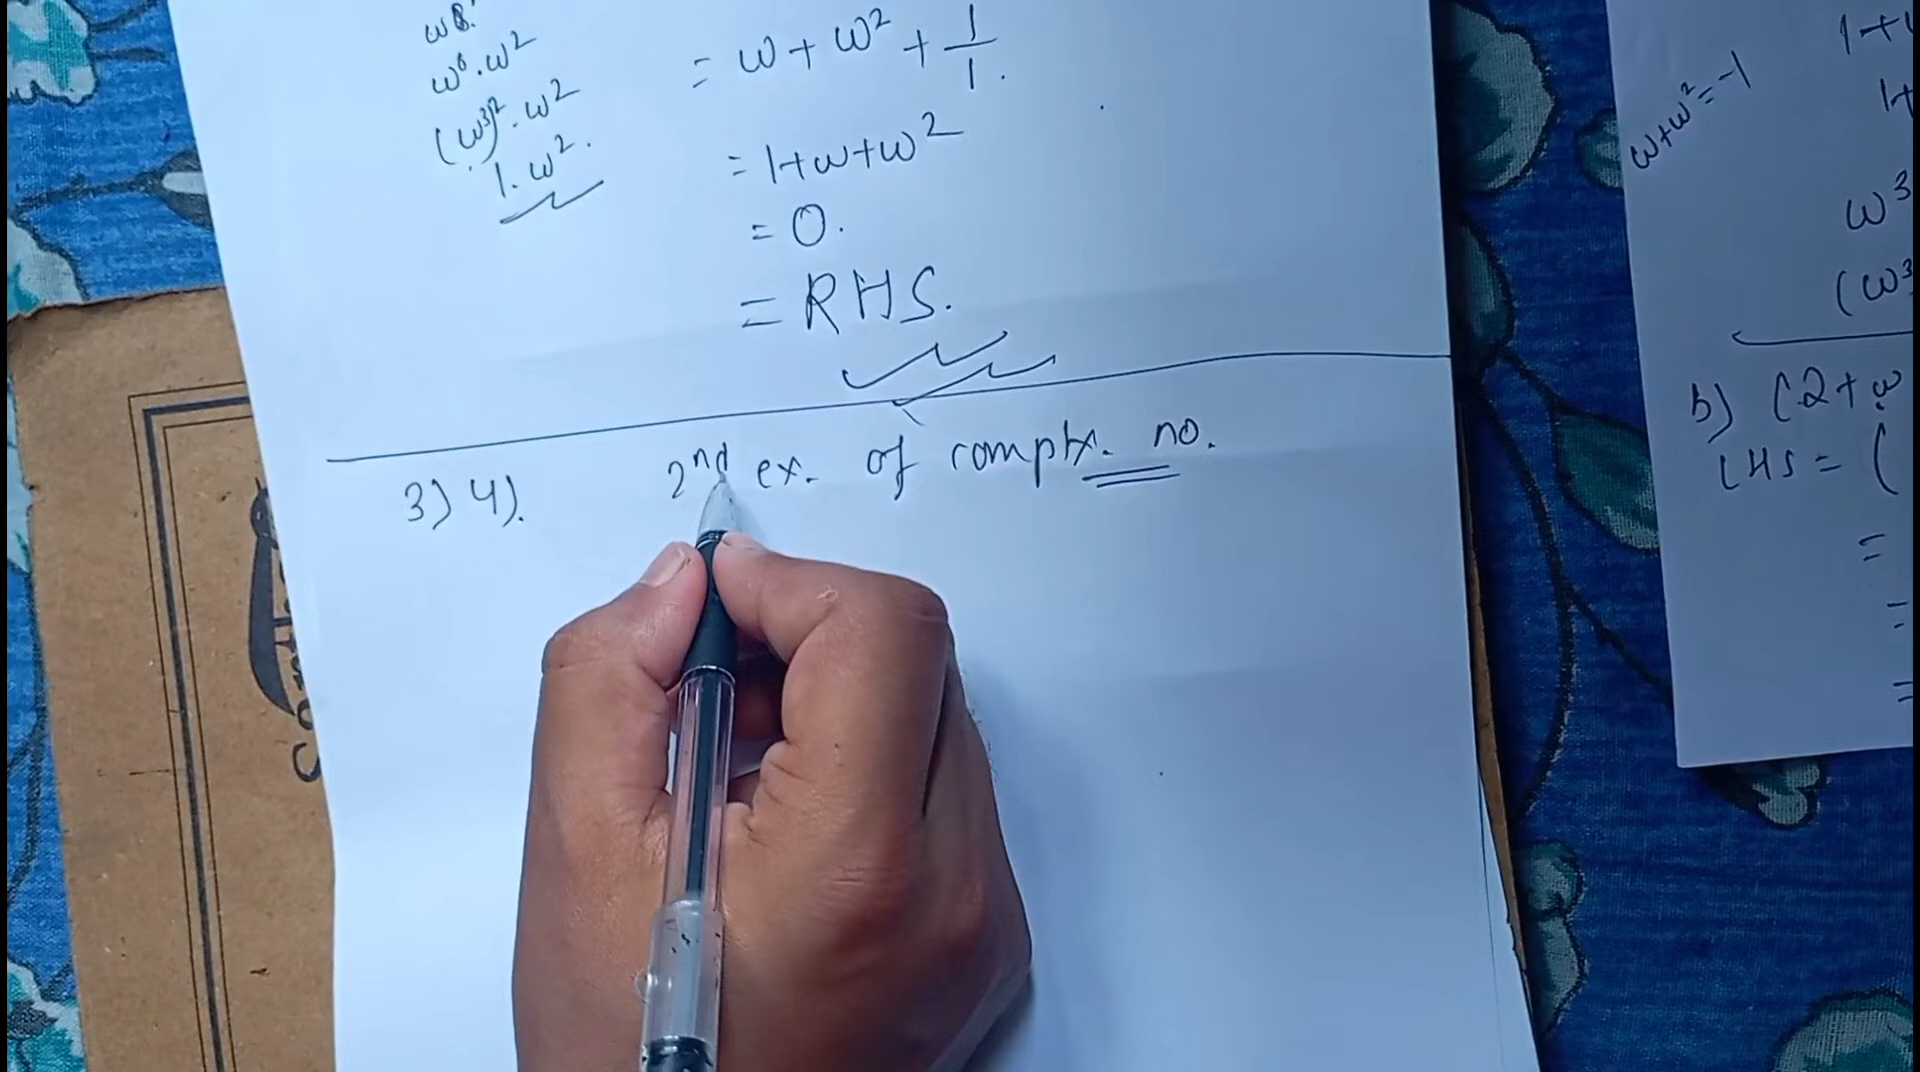 ω8.
ω⁶.ω²
(ω³)².ω²
1.ω².
= ω + ω² + 1/1.
= 1+ω+ω²
= 0.
= RHS.
3) 4). 2nd ex. of complx. no.
ω+ω²=-1
1+
1+
ω³
(ω³
b) (2+ω
LHS = (
=
=
=